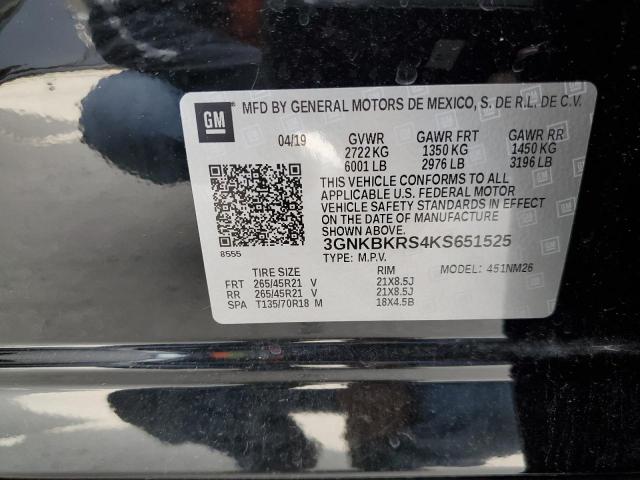 GM
MFD BY GENERAL MOTORS DE MEXICO, S. DE R.L. DE C.V.
04/19 GVWR GAWR FRT GAWR RR
2722 KG 1350 KG 1450 KG
6001 LB 2976 LB 3196 LB
THIS VEHICLE CONFORMS TO ALL
APPLICABLE U.S. FEDERAL MOTOR
VEHICLE SAFETY STANDARDS IN EFFECT
ON THE DATE OF MANUFACTURE
SHOWN ABOVE.
3GNKBKRS4KS651525
8555
TYPE: M.P.V. MODEL: 451NM26
TIRE SIZE RIM
FRT 265/45R21 V 21X8.5J
RR 265/45R21 V 21X8.5J
SPA T135/70R18 M 18X4.5B